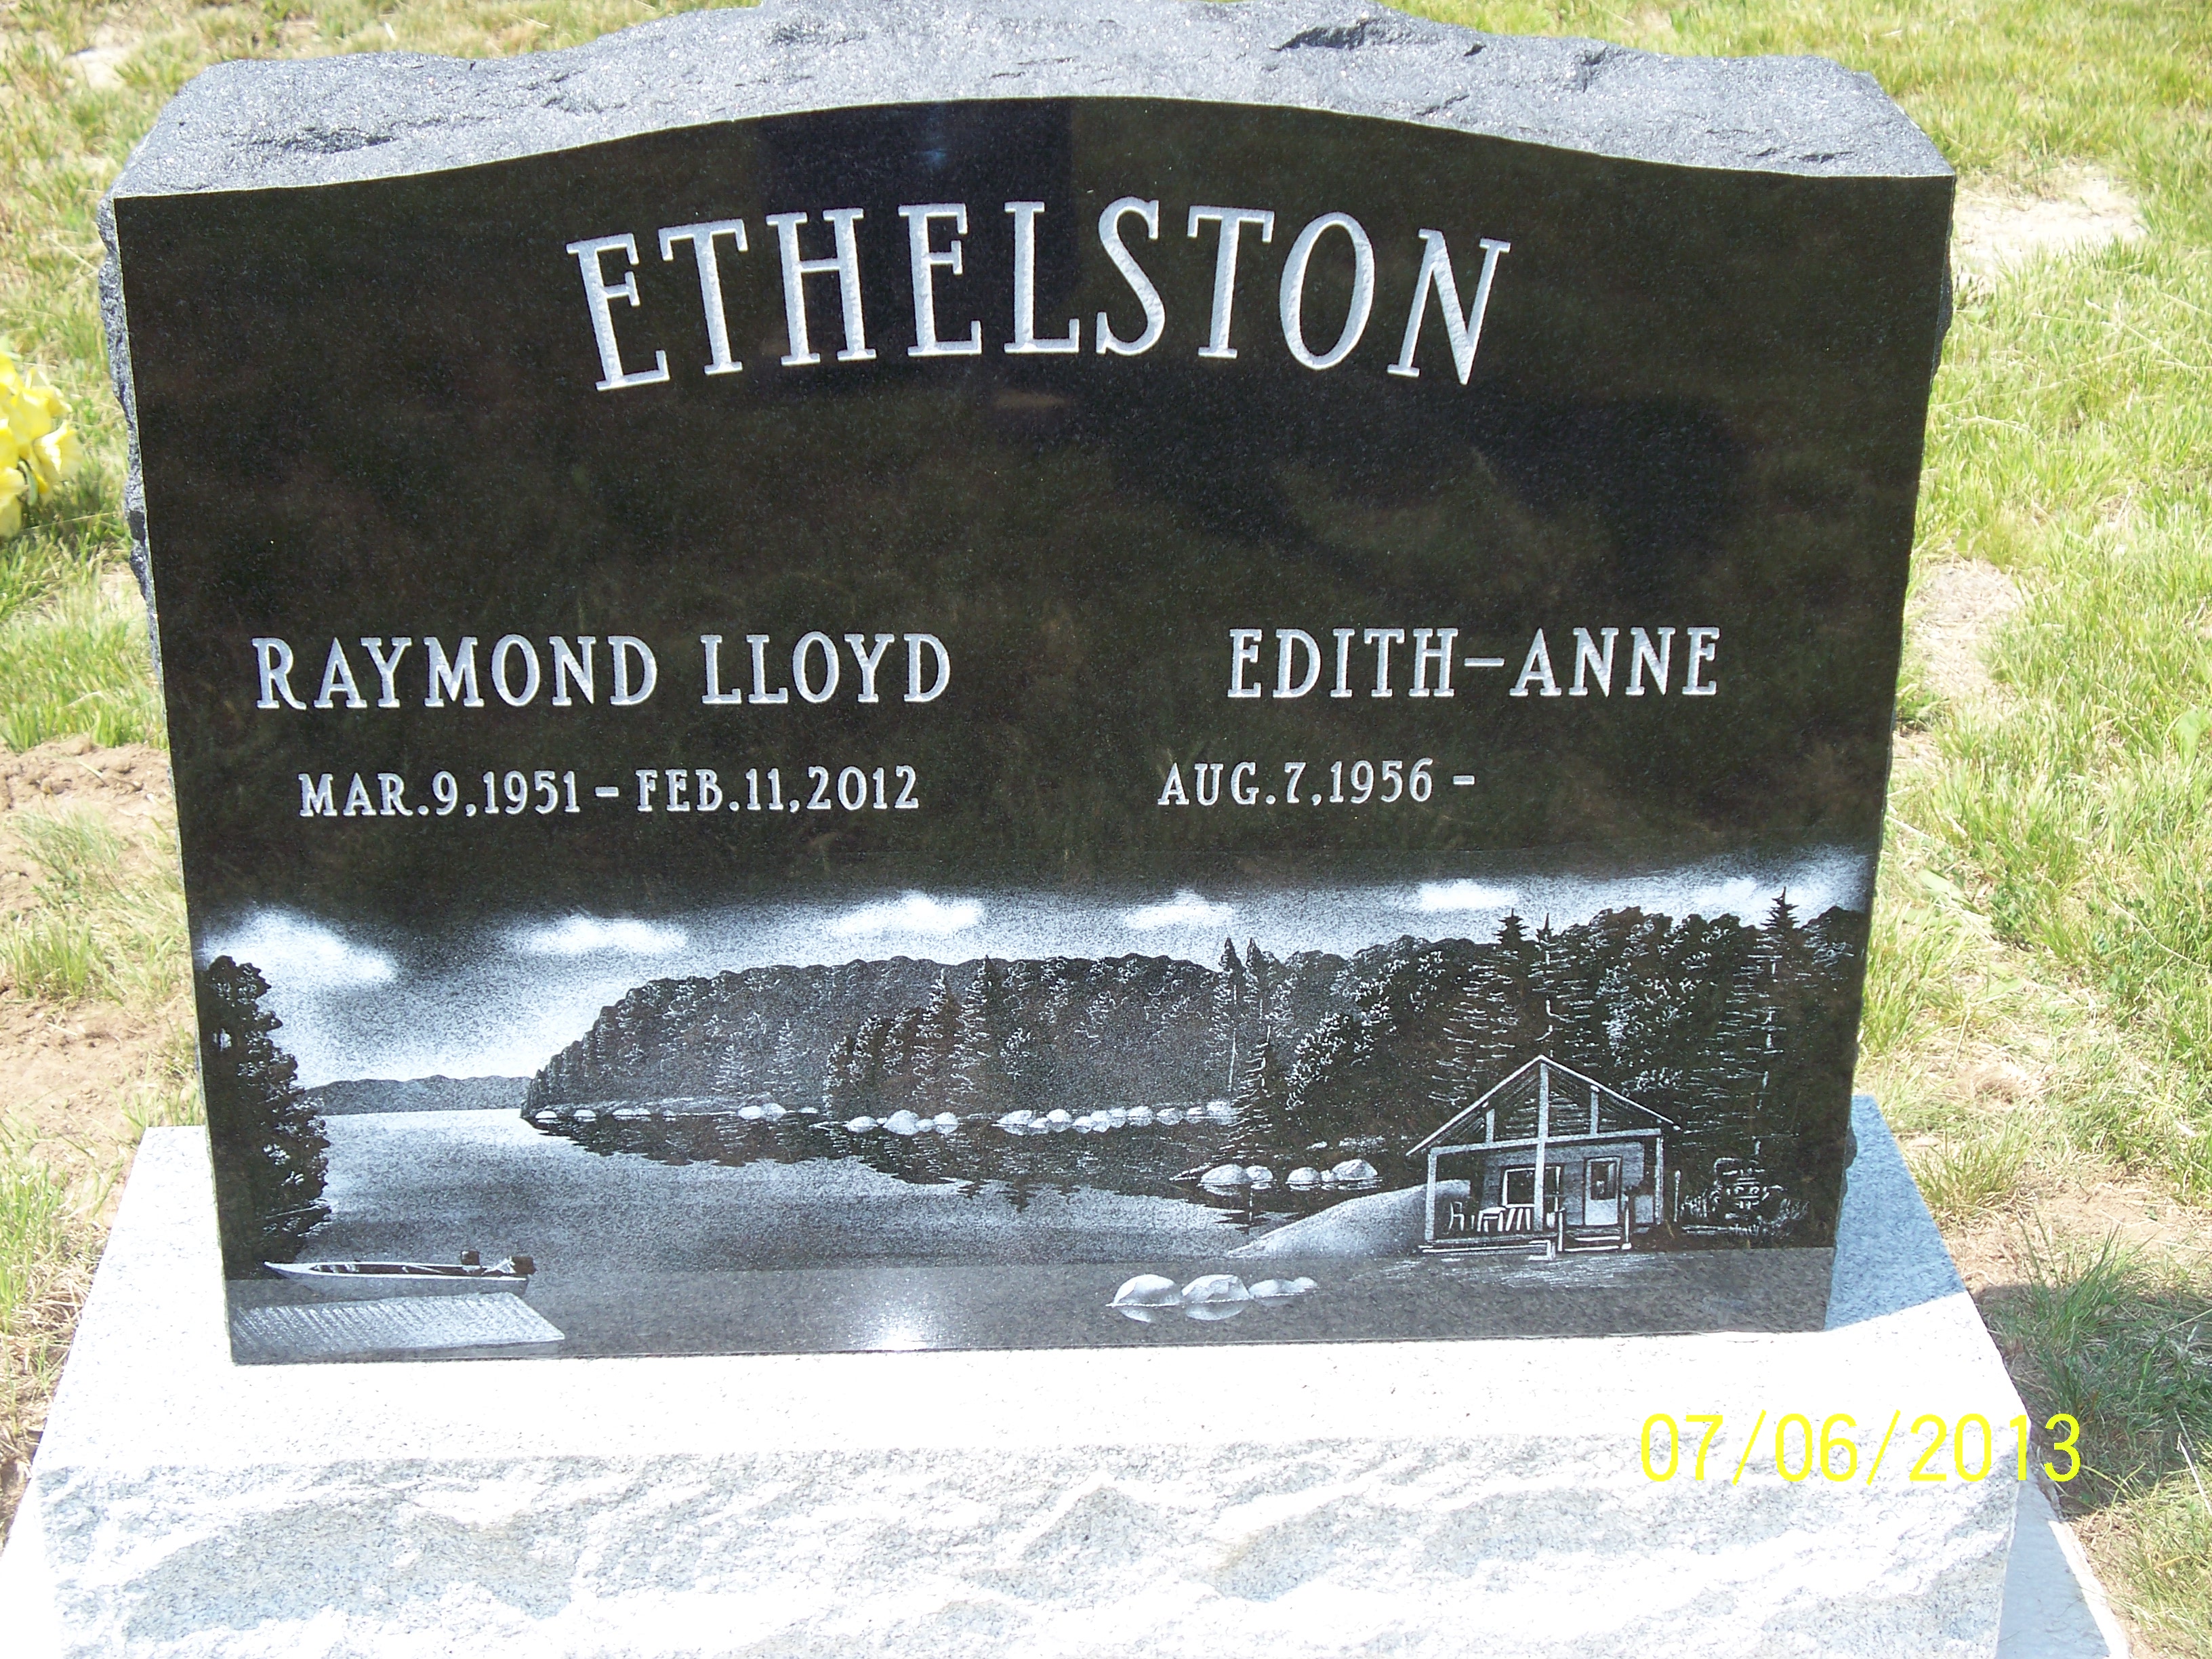 ETHELSTON
RAYMOND LLOYD
MAR.9,1951-FEB.11,2012
EDITH-ANNE
AUG.7,1956-
07/06/2013